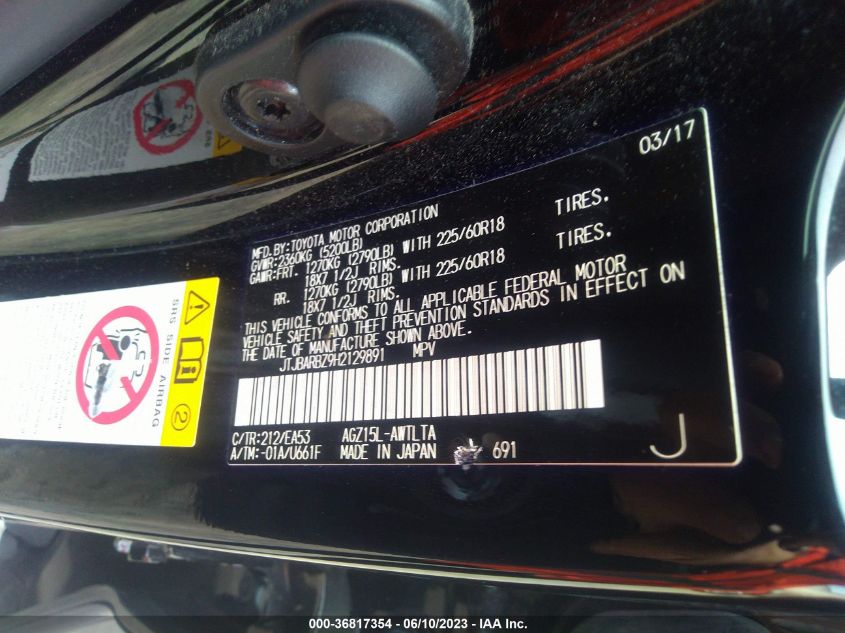 03/17
MFD.BY:TOYOTA MOTOR CORPORATION
GVWR:2360KG (5200LB)
GAWR:FRT. 1270KG (2790LB) WITH 225/60R18 TIRES.
18X7 1/2J RIMS.
RR. 1270KG (2790LB) WITH 225/60R18 TIRES.
18X7 1/2J RIMS.
THIS VEHICLE CONFORMS TO ALL APPLICABLE FEDERAL MOTOR
VEHICLE SAFETY AND THEFT PREVENTION STANDARDS IN EFFECT ON
THE DATE OF MANUFACTURE SHOWN ABOVE.
JTJBARBZ9H2129891 MPV
C/TR:212/EA53 AGZ15L-AWTLTA
A/TM:-01A/U661F MADE IN JAPAN 691
J
SRS SIDE AIRBAG
2
000-36817354 - 06/10/2023 - IAA Inc.